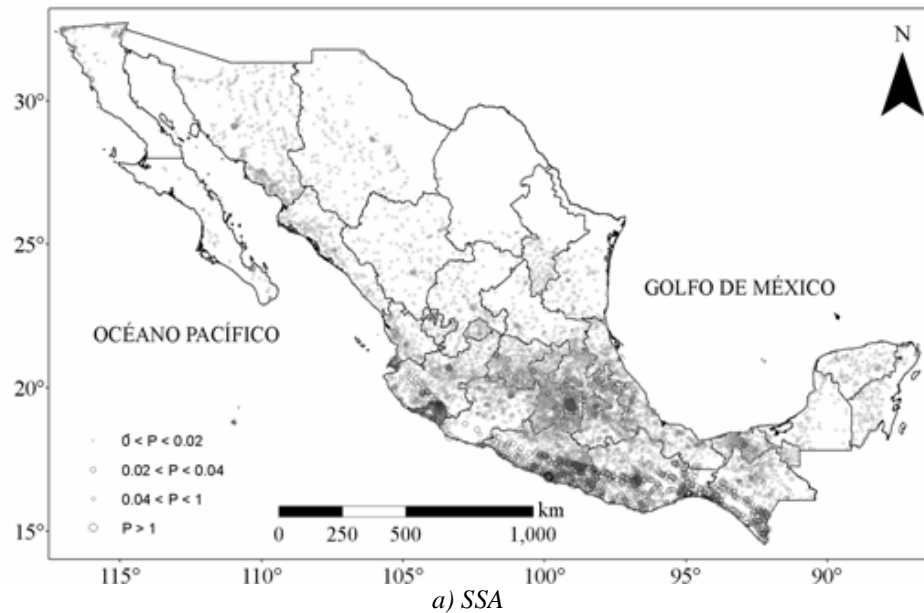 N
30°
25°
GOLFO DE MÉXICO
OCÉANO PACÍFICO
20°
0 < P < 0.02
0.02 < P < 0.04
0.04 < P < 1
P > 1
km
0 250 500 1,000
15°
115° 110° 105° 100° 95° 90°
a) SSA